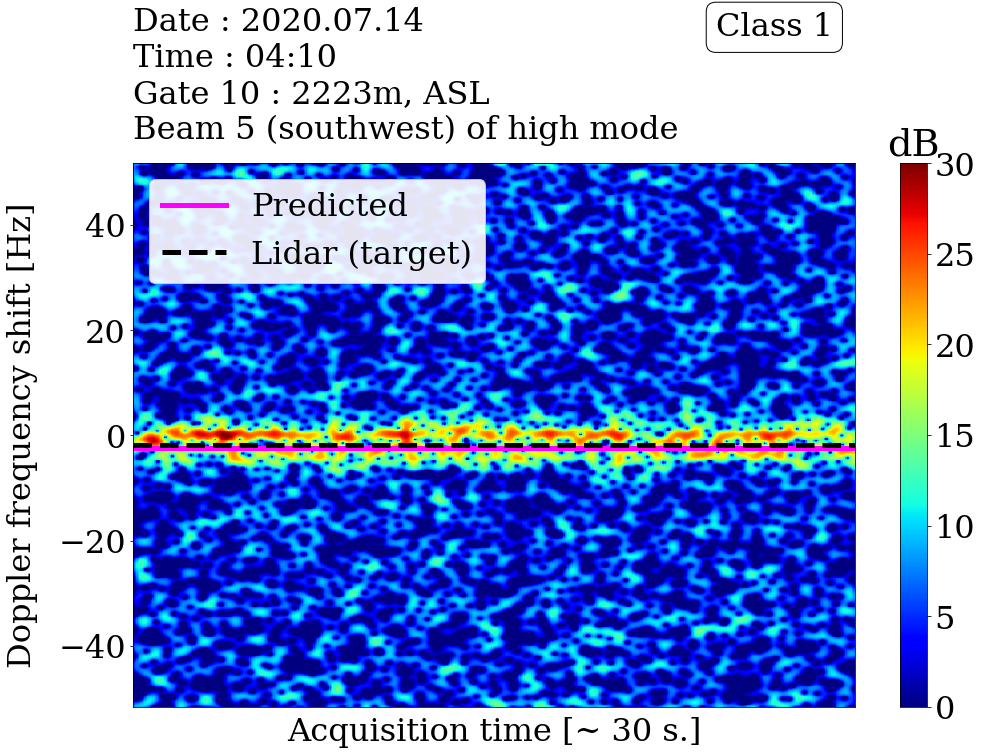 Date : 2020.07.14
Time : 04:10
Gate 10 : 2223m, ASL
Beam 5 (southwest) of high mode
Class 1
dB
Predicted
Lidar (target)
Doppler frequency shift [Hz]
40
20
0
−20
−40
30
25
20
15
10
5
0
Acquisition time [~ 30 s.]